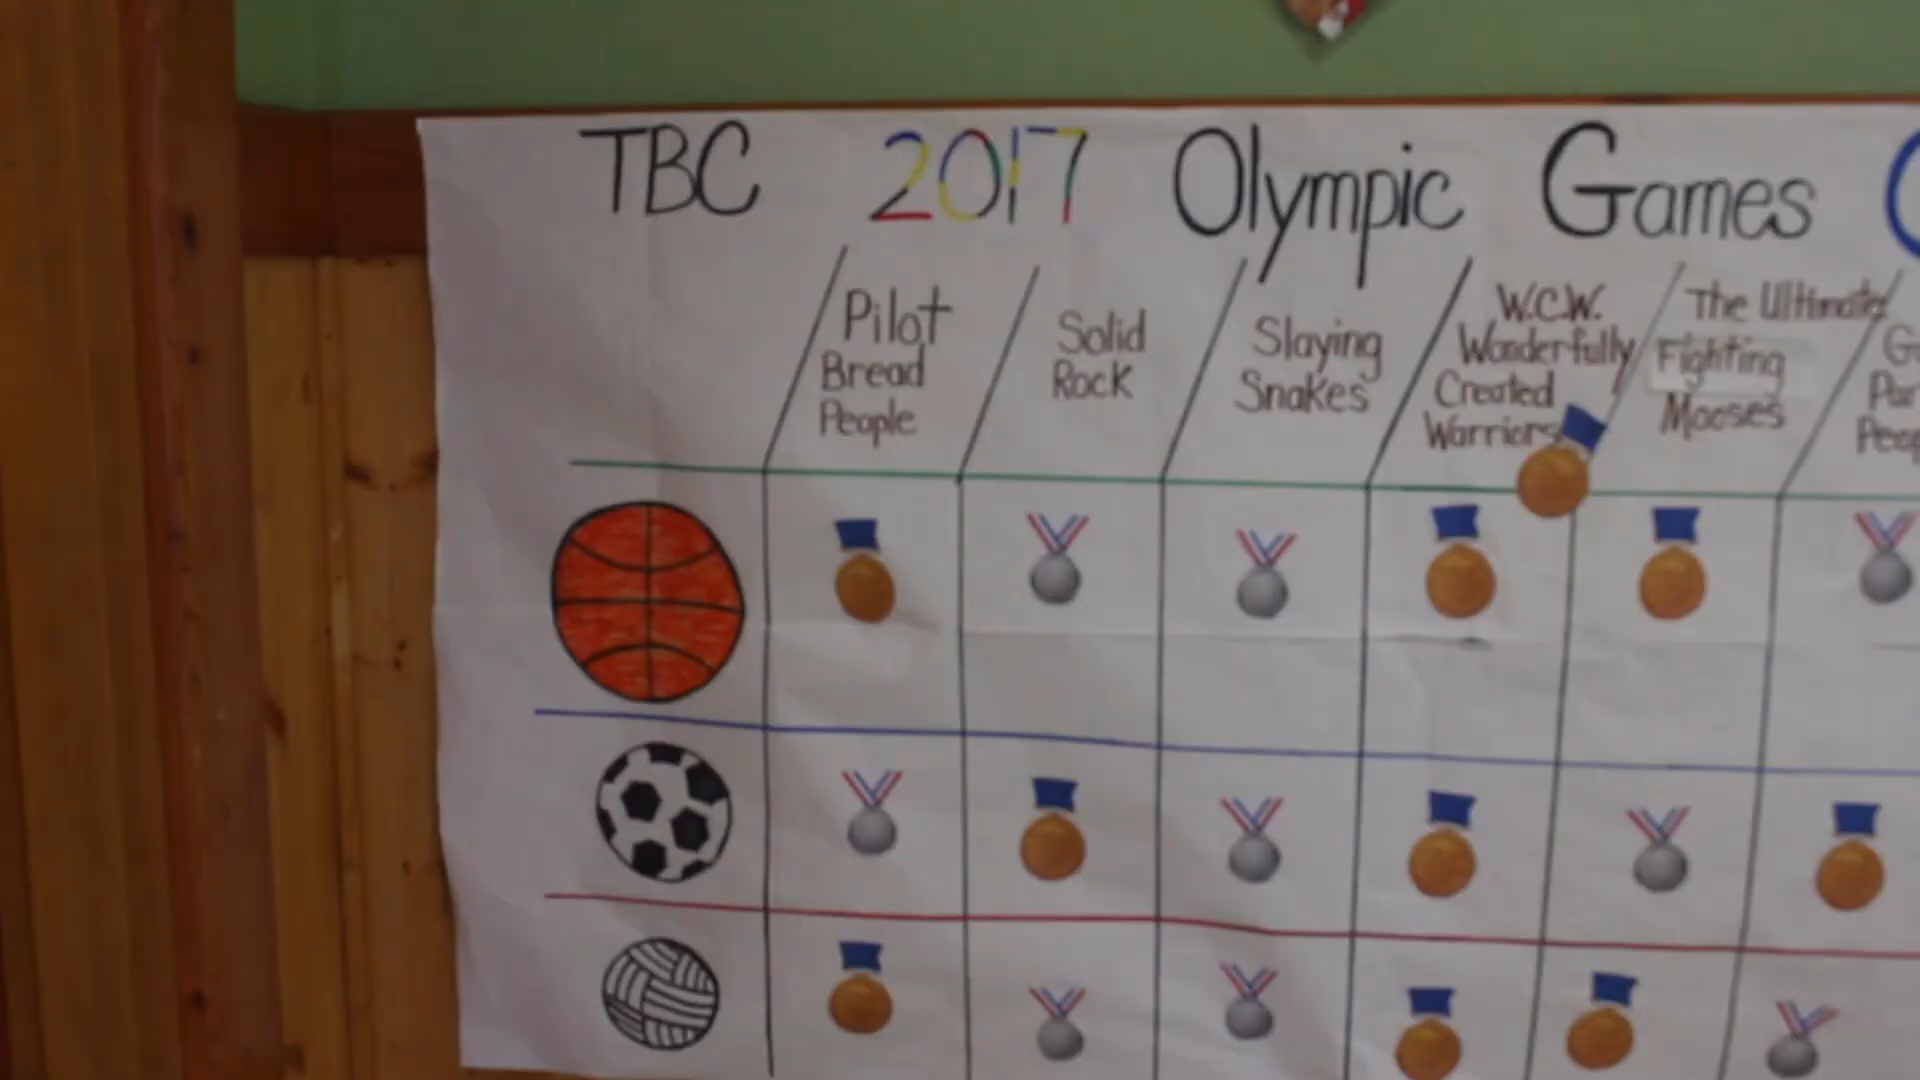 TBC 2017 Olympic Games
Pilot
Bread
People
Solid
Rock
Slaying
Snakes
W.C.W.
Wonderfully
Created
Warriors
The Ultimate
Fighting
Mooses